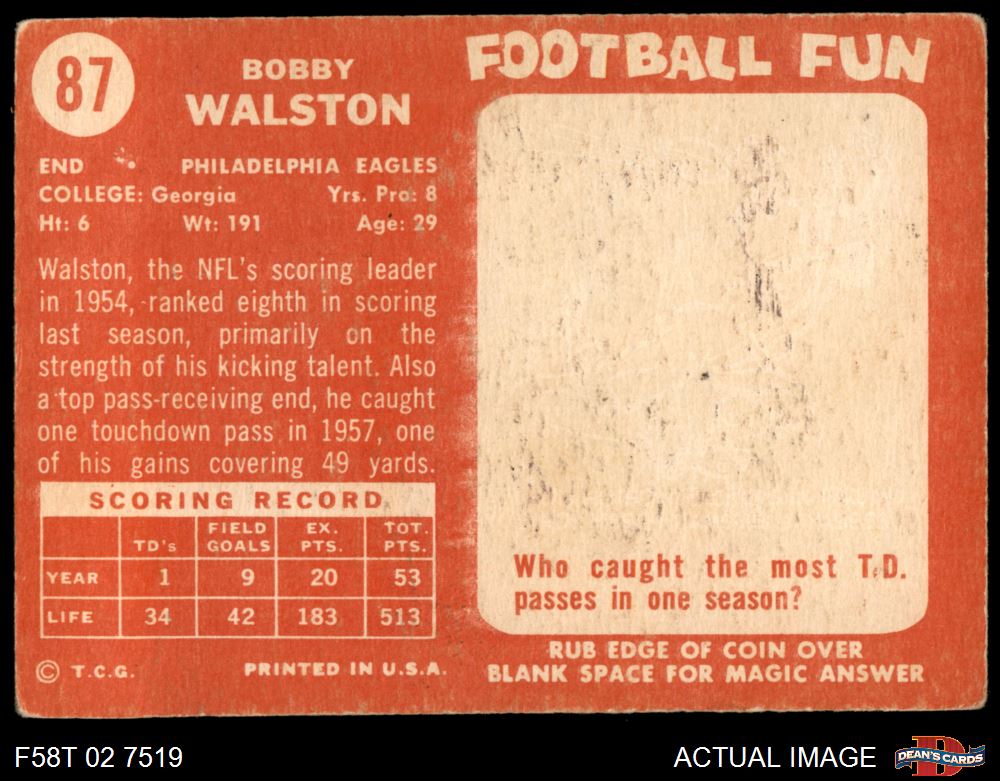 87
BOBBY
WALSTON
END PHILADELPHIA EAGLES
COLLEGE: Georgia Yrs. Pro: 8
Ht: 6 Wt: 191 Age: 29
Walston, the NFL's scoring leader
in 1954, ranked eighth in scoring
last season, primarily on the
strength of his kicking talent. Also
a top pass-receiving end, he caught
one touchdown pass in 1957, one
of his gains covering 49 yards.
SCORING RECORD
TD's FIELD GOALS EX. PTS. TOT. PTS.
YEAR 1 9 20 53
LIFE 34 42 183 513
© T.C.G. PRINTED IN U.S.A.
FOOTBALL FUN
Who caught the most T.D.
passes in one season?
RUB EDGE OF COIN OVER
BLANK SPACE FOR MAGIC ANSWER
F58T 02 7519 ACTUAL IMAGE
D
DEAN'S CARDS